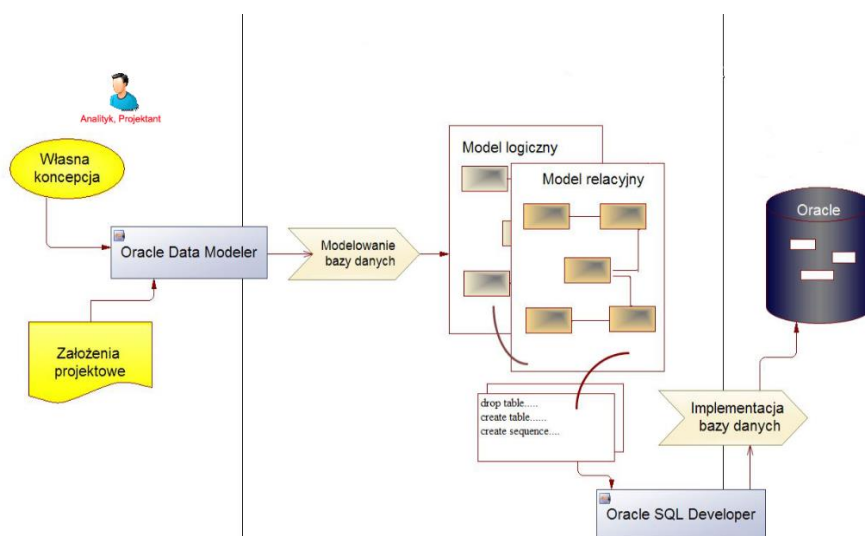 Analityk, Projektant
Własna
koncepcja
Oracle Data Modeler
Założenia
projektowe
Modelowanie
bazy danych
Model logiczny
Model relacyjny
drop table.....
create table......
create sequence....
Oracle SQL Developer
Implementacja
bazy danych
Oracle